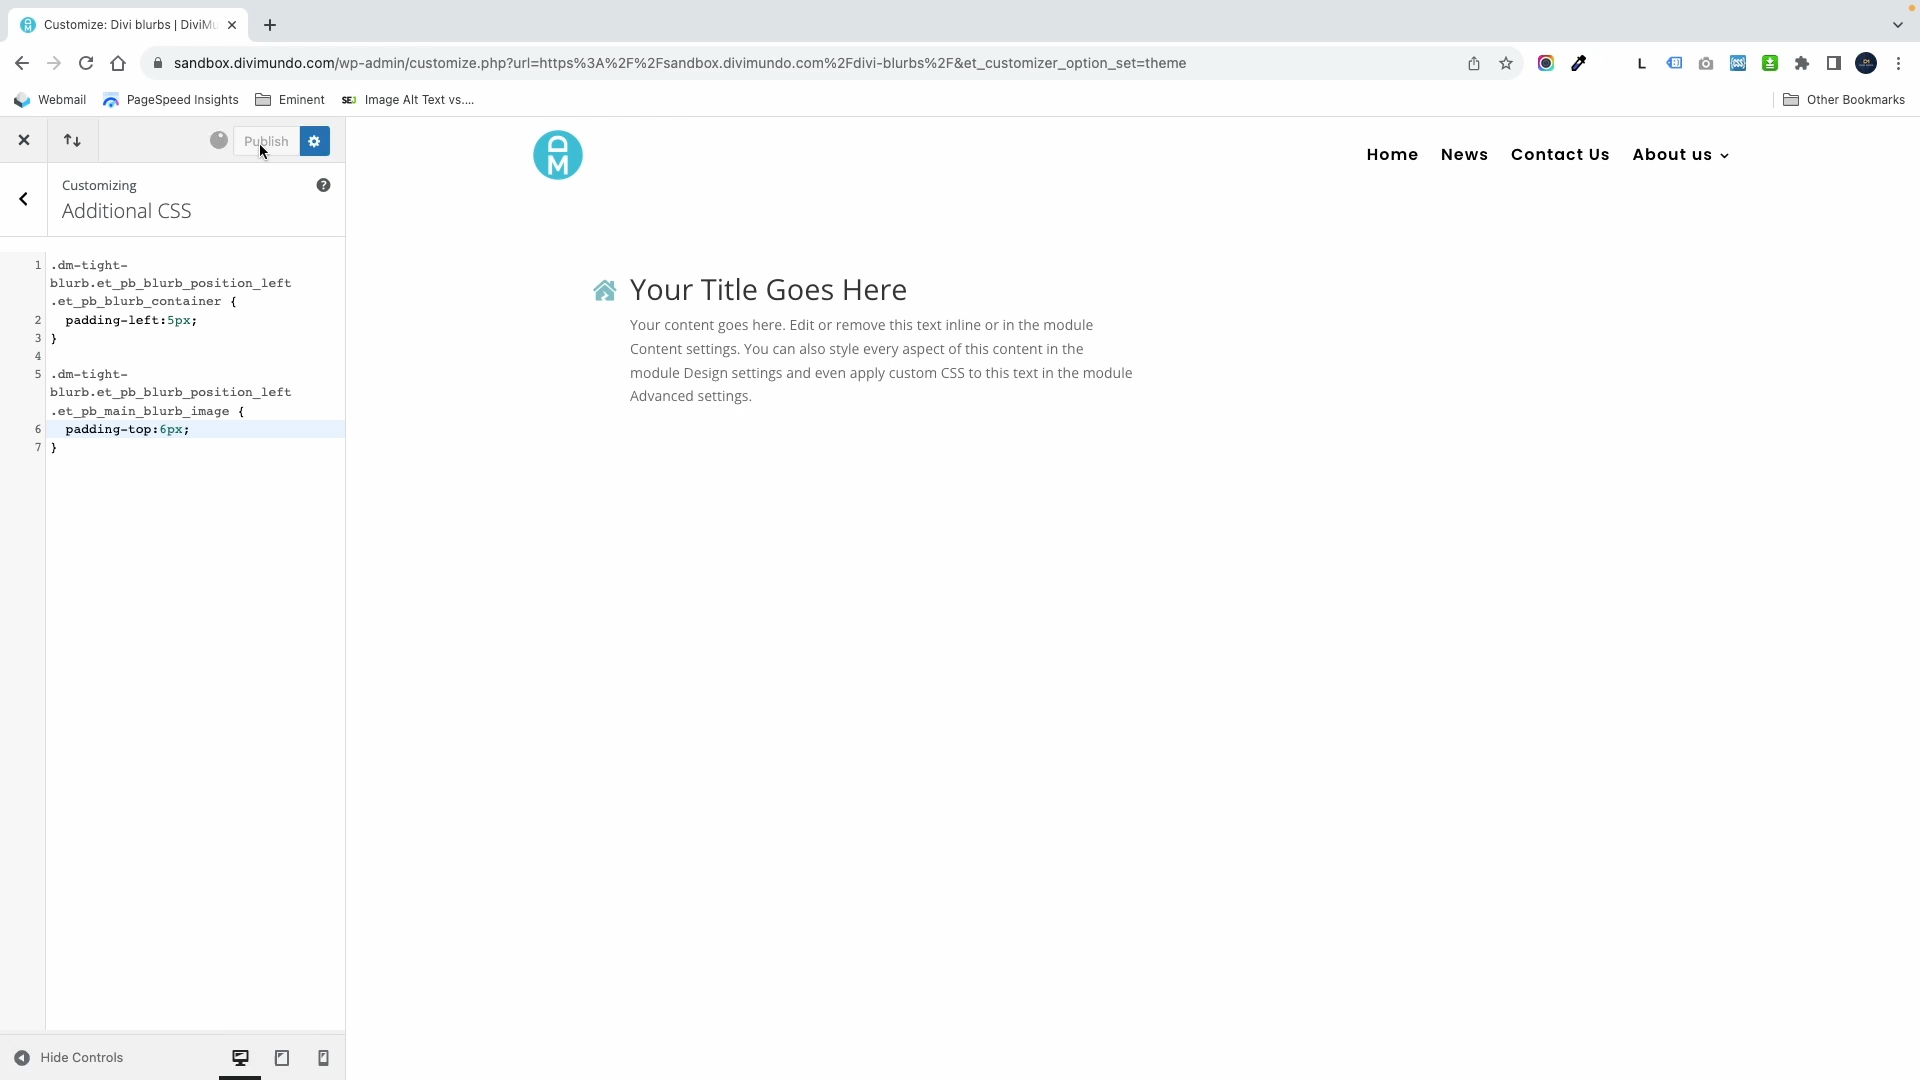 Customize: Divi blurbs | DiviMu
sandbox.divimundo.com/wp-admin/customize.php?url=https%3A%2F%2Fsandbox.divimundo.com%2Fdivi-blurbs%2F&et_customizer_option_set=theme
L
Webmail
PageSpeed Insights
Eminent
SEJ
Image Alt Text vs....
Other Bookmarks
Publish
Customizing
Additional CSS
1 .dm-tight-
blurb.et_pb_blurb_position_left
.et_pb_blurb_container {
2 padding-left:5px;
3 }
4
5 .dm-tight-
blurb.et_pb_blurb_position_left
.et_pb_main_blurb_image {
6 padding-top:6px;
7 }
Hide Controls
DM
Home News Contact Us About us
Your Title Goes Here
Your content goes here. Edit or remove this text inline or in the module
Content settings. You can also style every aspect of this content in the
module Design settings and even apply custom CSS to this text in the module
Advanced settings.